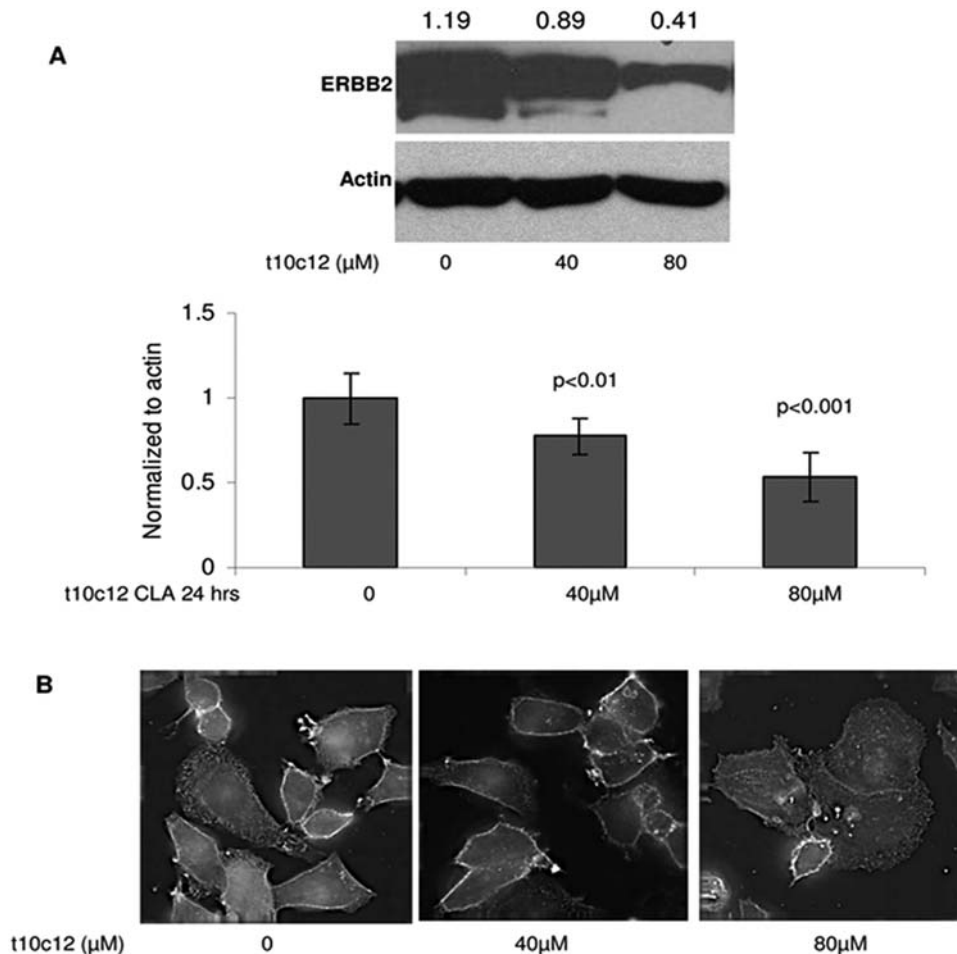 1.19 0.89 0.41
A
ERBB2
Actin
t10c12 (μM) 0 40 80
1.5
1
0.5
0
Normalized to actin
p<0.01
p<0.001
t10c12 CLA 24 hrs 0 40μM 80μM
B
t10c12 (μM) 0 40μM 80μM